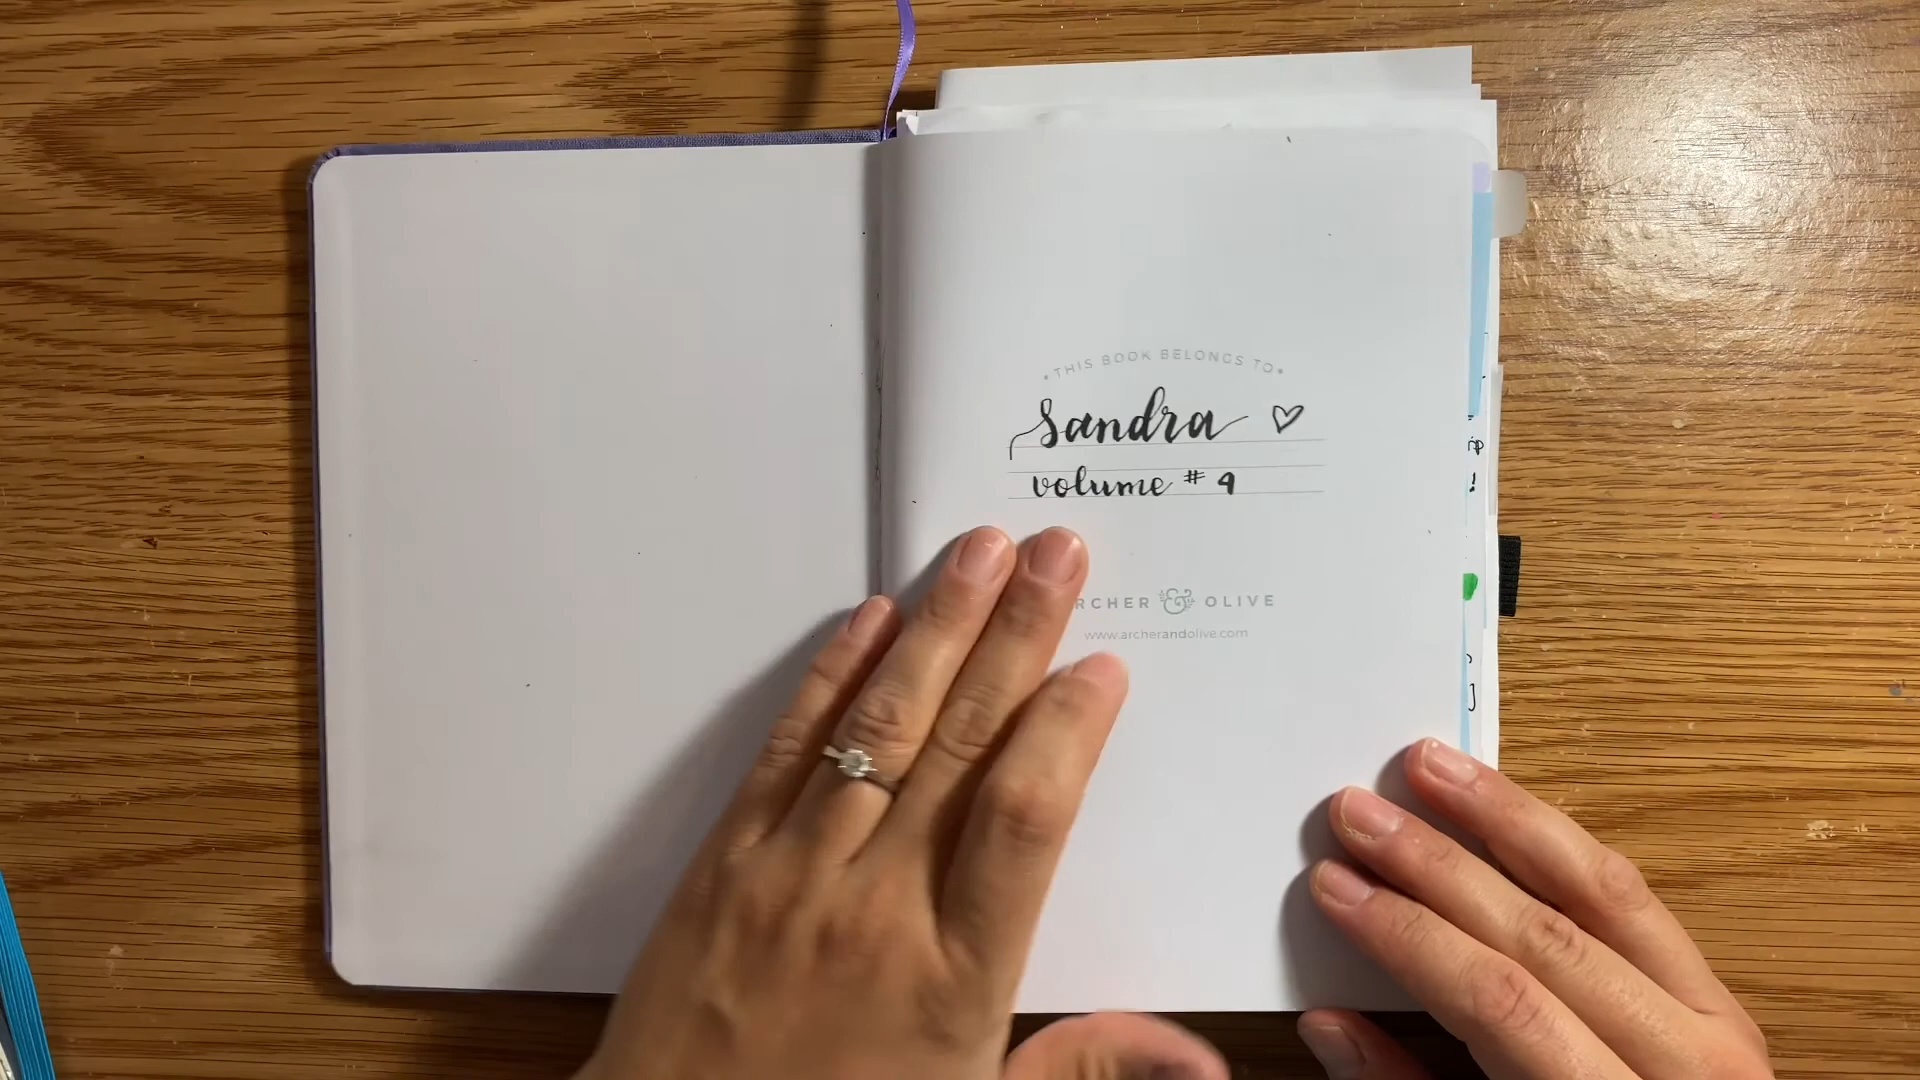 •THIS BOOK BELONGS TO•
Sandra ♡
volume # 4
RCHER & OLIVE
www.archerandolive.com